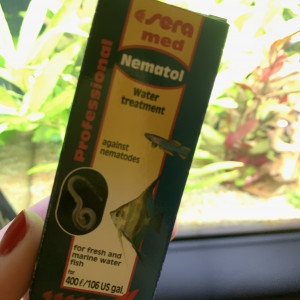 sera
med
Nematol
professional
water
treatment
against
nematodes
for fresh and
marine water
fish
for
400 ℓ/106 US gal.